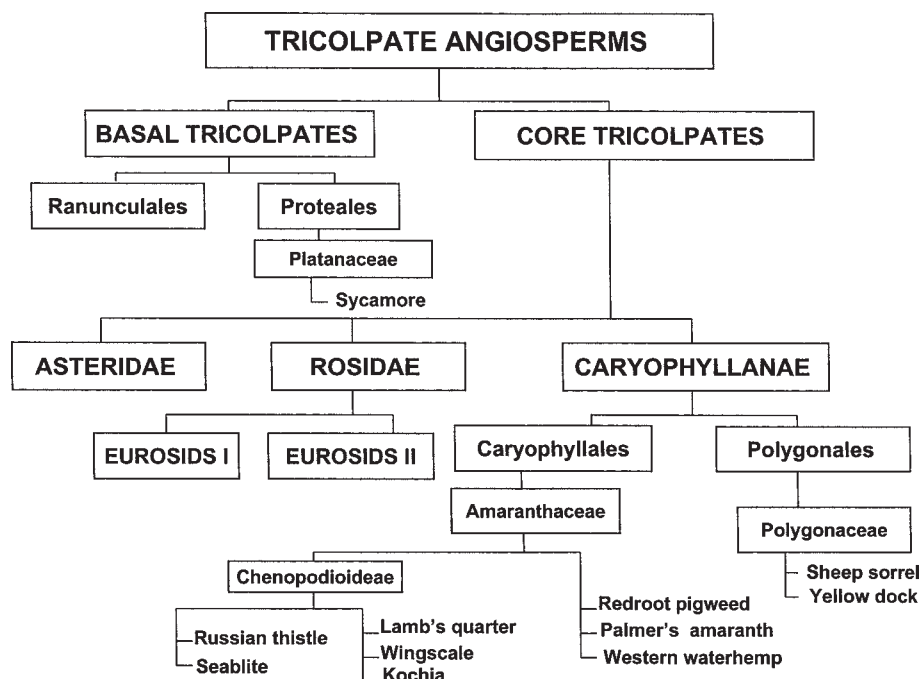 TRICOLPATE ANGIOSPERMS
BASAL TRICOLPATES
CORE TRICOLPATES
Ranunculales
Proteales
Platanaceae
Sycamore
ASTERIDAE
ROSIDAE
CARYOPHYLLANAE
EUROSIDS I
EUROSIDS II
Caryophyllales
Polygonales
Amaranthaceae
Polygonaceae
Chenopodioideae
Sheep sorrel
Yellow dock
Redroot pigweed
Palmer's amaranth
Western waterhemp
Russian thistle
Seablite
Lamb's quarter
Wingscale
Kochia